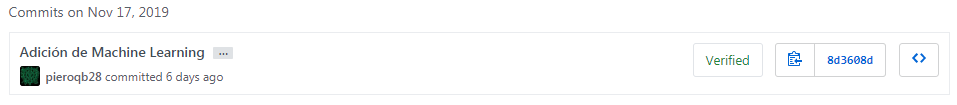 Commits on Nov 17, 2019
Adición de Machine Learning ...
pieroqb28 committed 6 days ago
Verified
8d3608d